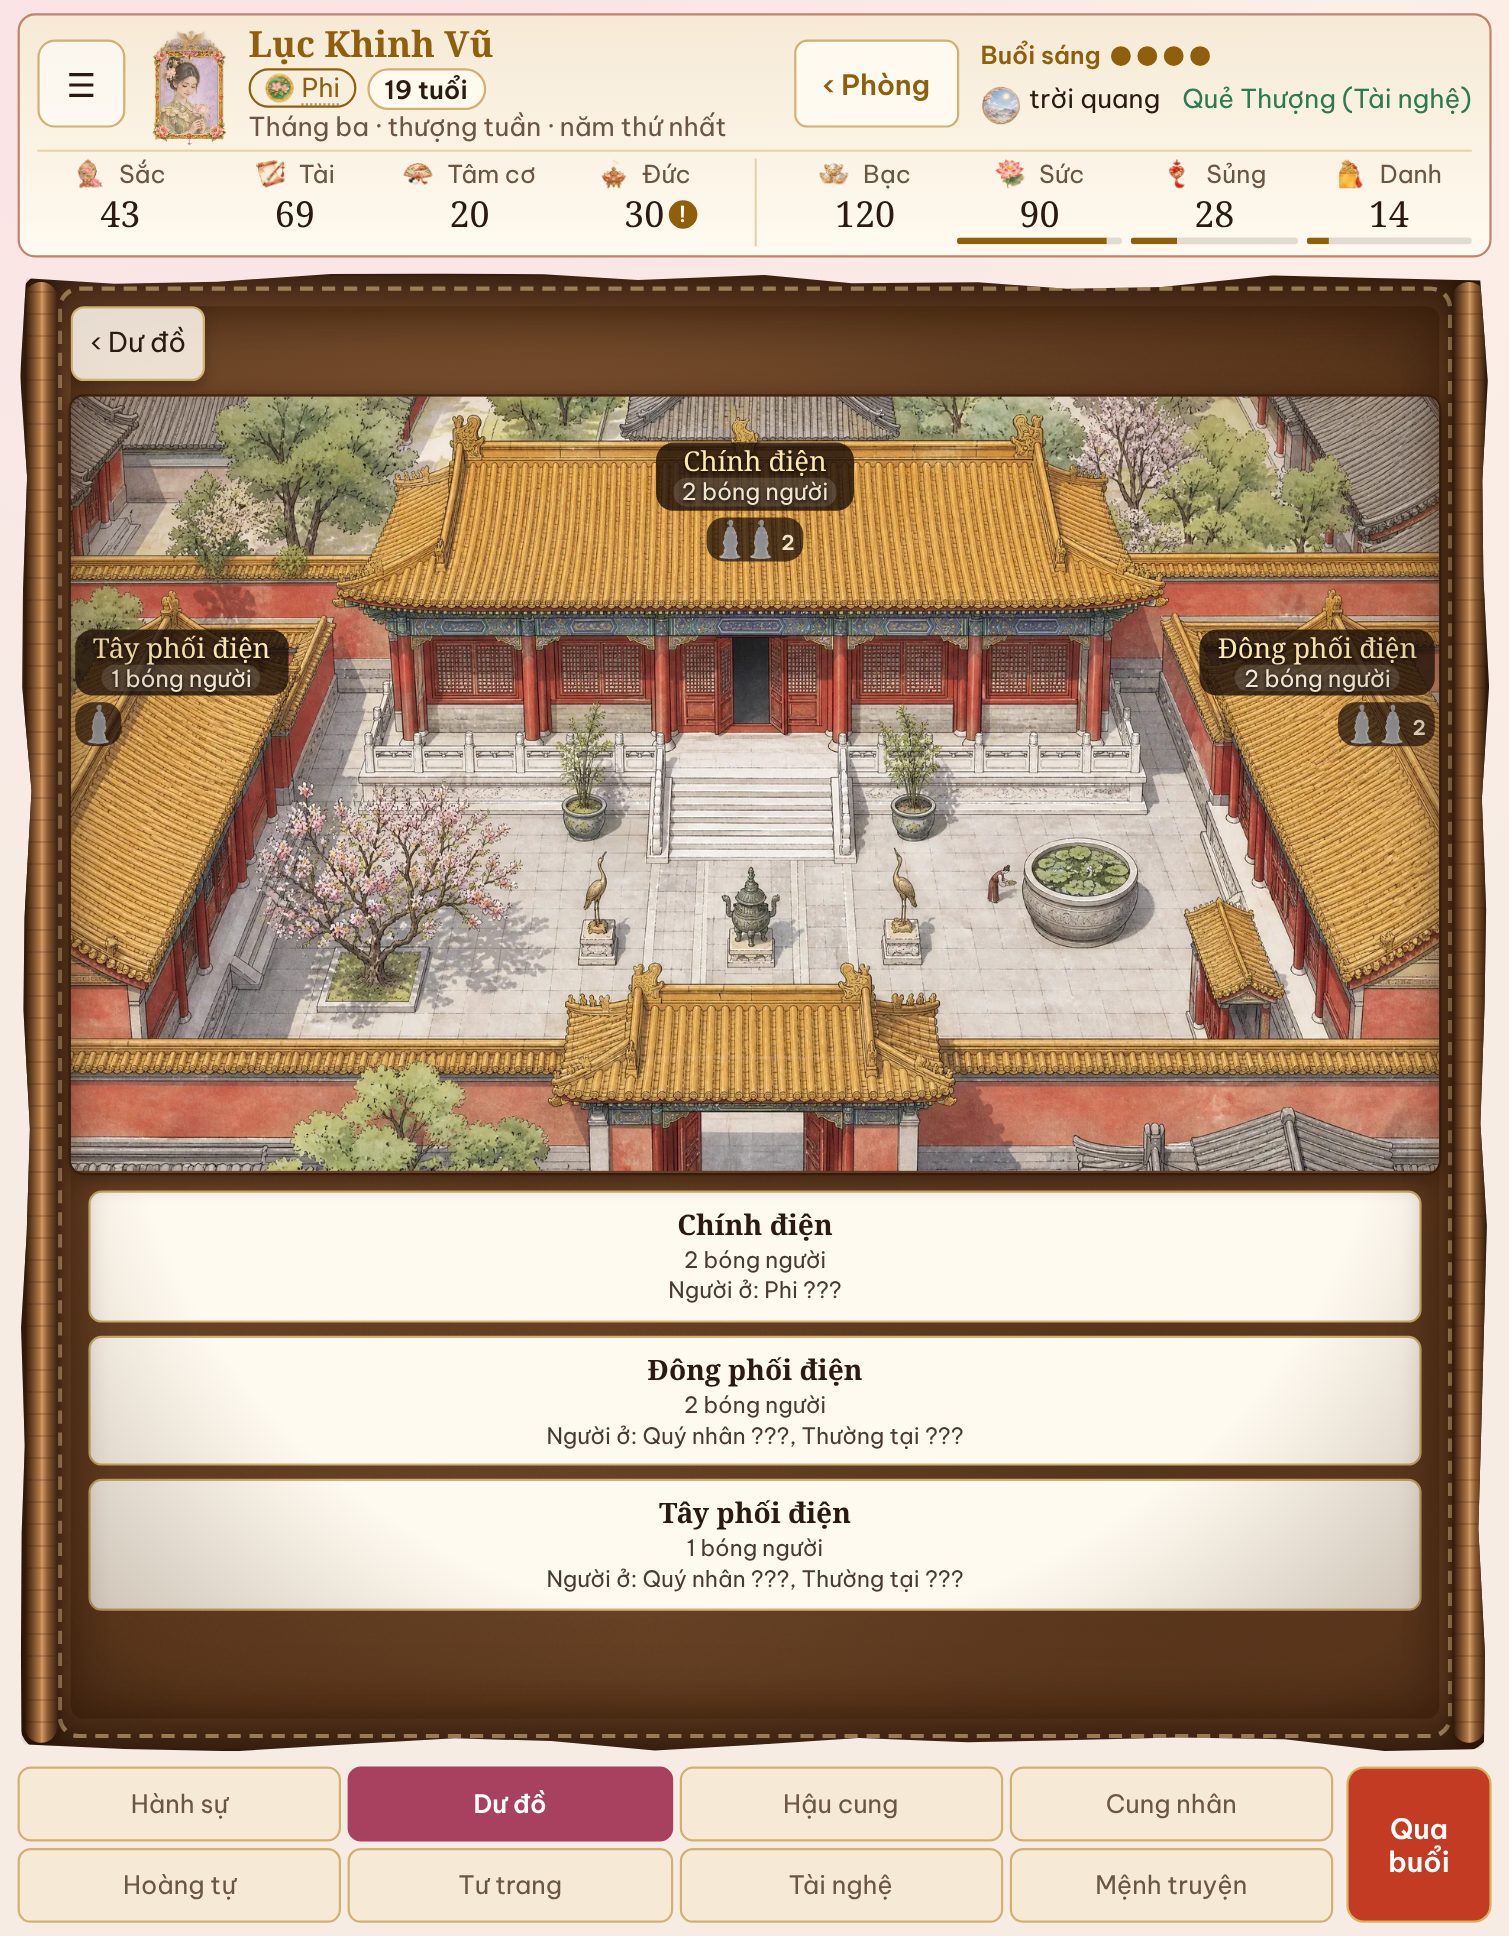 ☰
Lục Khinh Vũ
Phi
19 tuổi
Tháng ba · thượng tuần · năm thứ nhất
‹ Phòng
Buổi sáng
trời quang
Quẻ Thượng (Tài nghệ)
Sắc
43
Tài
69
Tâm cơ
20
Đức
30 !
Bạc
120
Sức
90
Sủng
28
Danh
14
‹ Dư đồ
Chính điện
2 bóng người
2
Tây phối điện
1 bóng người
Đông phối điện
2 bóng người
2
Chính điện
2 bóng người
Người ở: Phi ???
Đông phối điện
2 bóng người
Người ở: Quý nhân ???, Thường tại ???
Tây phối điện
1 bóng người
Người ở: Quý nhân ???, Thường tại ???
Hành sự
Dư đồ
Hậu cung
Cung nhân
Hoàng tự
Tư trang
Tài nghệ
Mệnh truyện
Qua
buổi